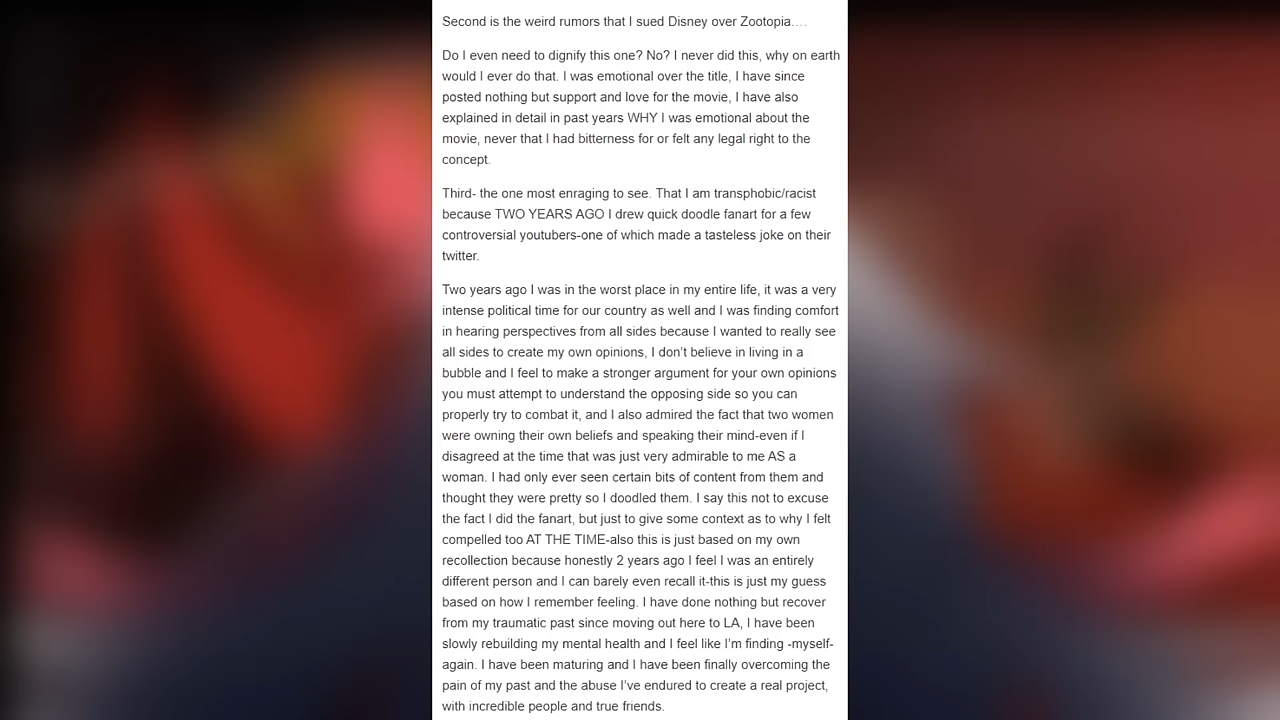 Second is the weird rumors that I sued Disney over Zootopia….
Do I even need to dignify this one? No? I never did this, why on earth
would I ever do that. I was emotional over the title, I have since
posted nothing but support and love for the movie, I have also
explained in detail in past years WHY I was emotional about the
movie, never that I had bitterness for or felt any legal right to the
concept.
Third- the one most enraging to see. That I am transphobic/racist
because TWO YEARS AGO I drew quick doodle fanart for a few
controversial youtubers-one of which made a tasteless joke on their
twitter.
Two years ago I was in the worst place in my entire life, it was a very
intense political time for our country as well and I was finding comfort
in hearing perspectives from all sides because I wanted to really see
all sides to create my own opinions, I don’t believe in living in a
bubble and I feel to make a stronger argument for your own opinions
you must attempt to understand the opposing side so you can
properly try to combat it, and I also admired the fact that two women
were owning their own beliefs and speaking their mind-even if I
disagreed at the time that was just very admirable to me AS a
woman. I had only ever seen certain bits of content from them and
thought they were pretty so I doodled them. I say this not to excuse
the fact I did the fanart, but just to give some context as to why I felt
compelled too AT THE TIME-also this is just based on my own
recollection because honestly 2 years ago I feel I was an entirely
different person and I can barely even recall it-this is just my guess
based on how I remember feeling. I have done nothing but recover
from my traumatic past since moving out here to LA, I have been
slowly rebuilding my mental health and I feel like I’m finding -myself-
again. I have been maturing and I have been finally overcoming the
pain of my past and the abuse I’ve endured to create a real project,
with incredible people and true friends.